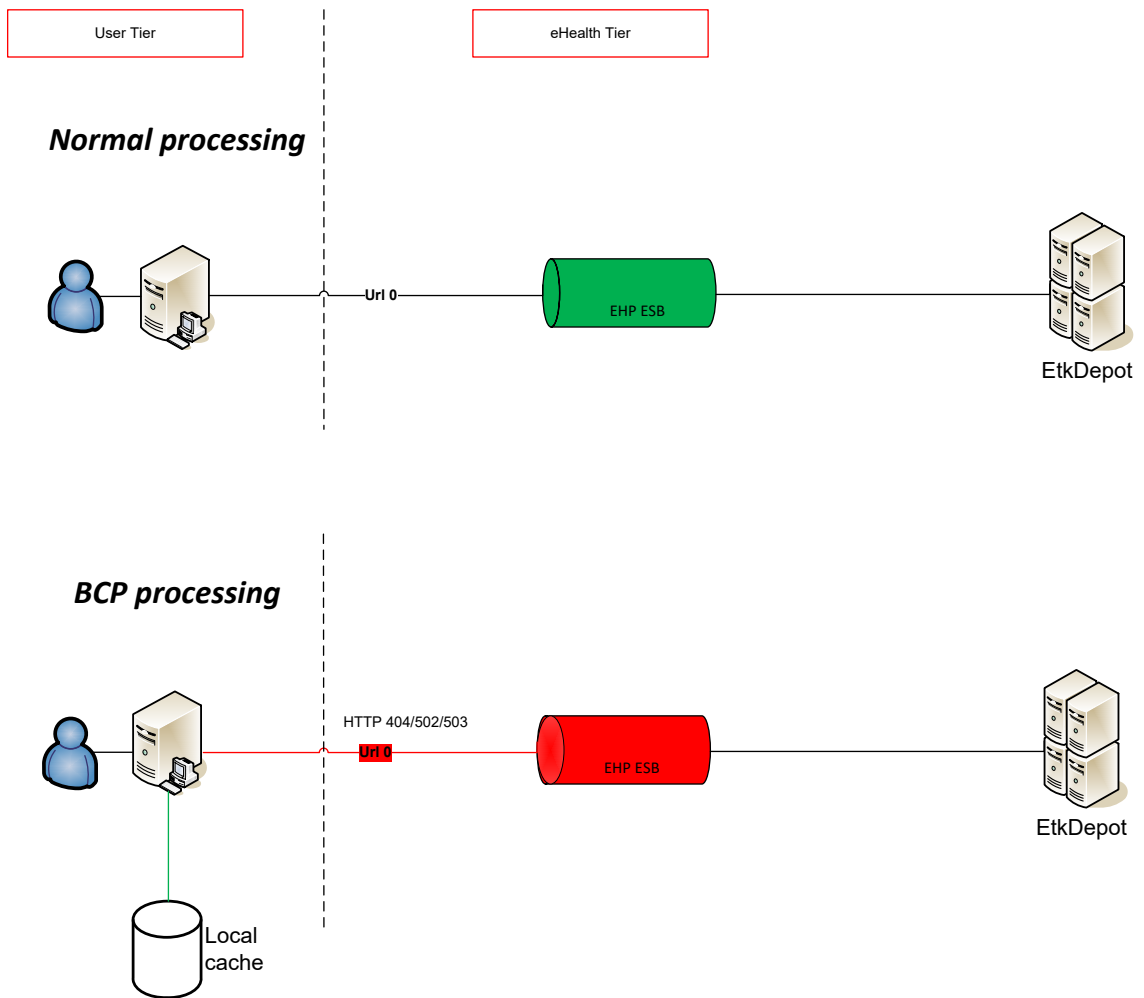 User Tier
eHealth Tier
Normal processing
Url 0
EHP ESB
EtkDepot
BCP processing
HTTP 404/502/503
Url 0
EHP ESB
EtkDepot
Local
cache